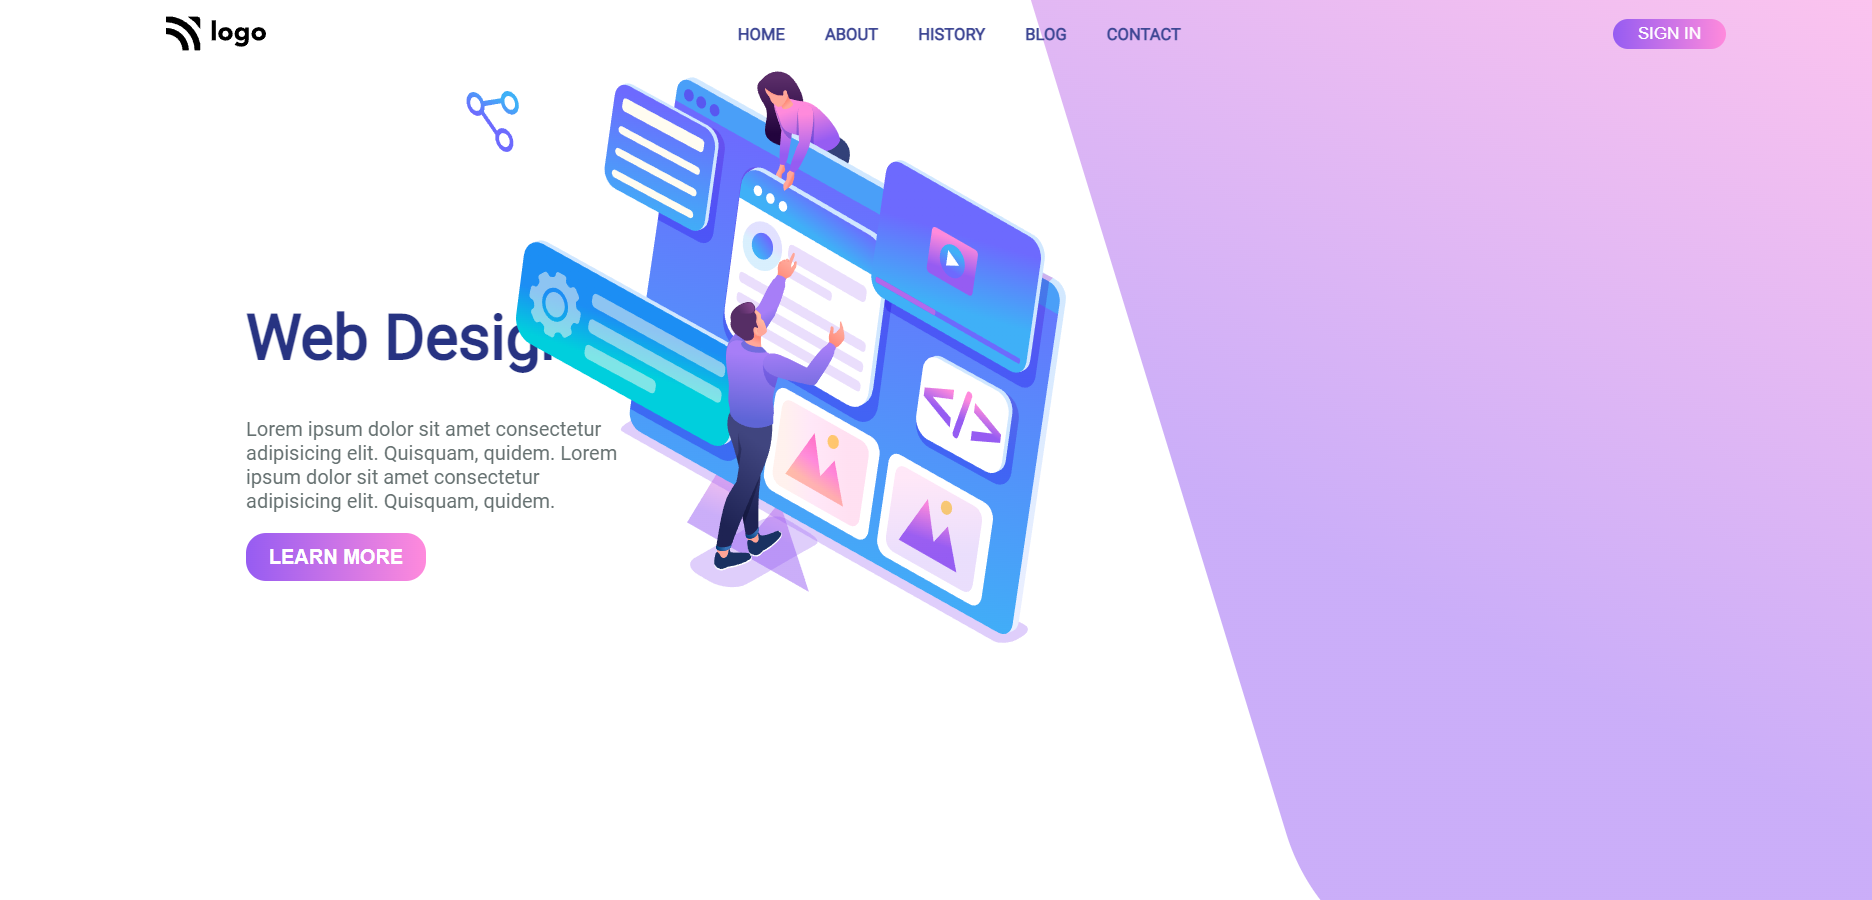 logo
HOME ABOUT HISTORY BLOG CONTACT
SIGN IN
Web Desig
Lorem ipsum dolor sit amet consectetur
adipisicing elit. Quisquam, quidem. Lorem
ipsum dolor sit amet consectetur
adipisicing elit. Quisquam, quidem.
LEARN MORE
</>